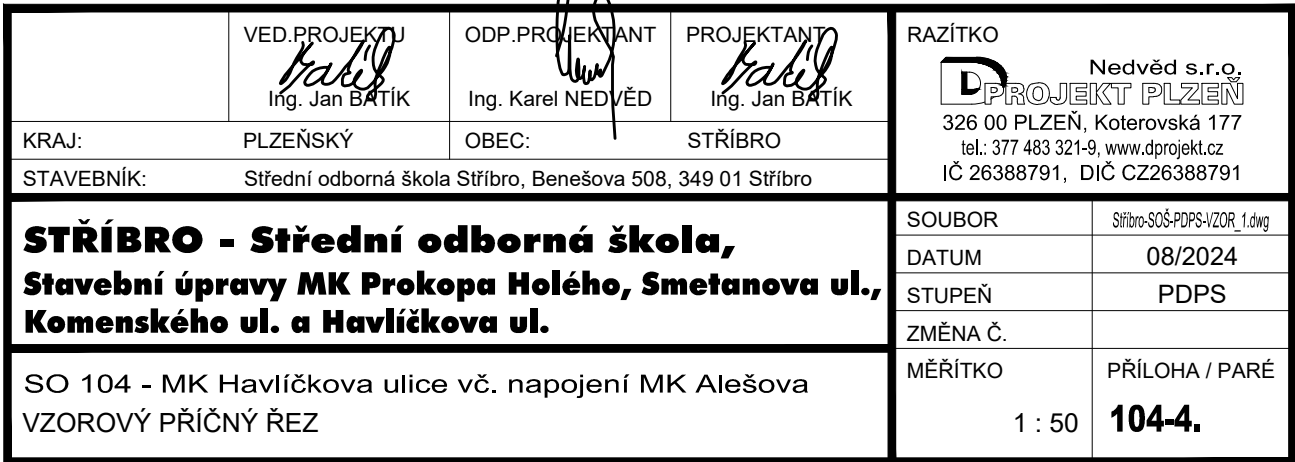 VED.PROJEKTU
ODP.PROJEKTANT
PROJEKTANT
Ing. Jan BATÍK
Ing. Karel NEDVĚD
Ing. Jan BATÍK
KRAJ: PLZEŇSKÝ OBEC: STŘÍBRO
STAVEBNÍK: Střední odborná škola Stříbro, Benešova 508, 349 01 Stříbro
RAZÍTKO
Nedvěd s.r.o.
D PROJEKT PLZEŇ
326 00 PLZEŇ, Koterovská 177
tel.: 377 483 321-9, www.dprojekt.cz
IČ 26388791, DIČ CZ26388791
STŘÍBRO - Střední odborná škola,
Stavební úpravy MK Prokopa Holého, Smetanova ul.,
Komenského ul. a Havlíčkova ul.
SO 104 - MK Havlíčkova ulice vč. napojení MK Alešova
VZOROVÝ PŘÍČNÝ ŘEZ
SOUBOR Stříbro-SOŠ-PDPS-VZOR_1.dwg
DATUM 08/2024
STUPEŇ PDPS
ZMĚNA Č.
MĚŘÍTKO PŘÍLOHA / PARÉ
1 : 50 104-4.